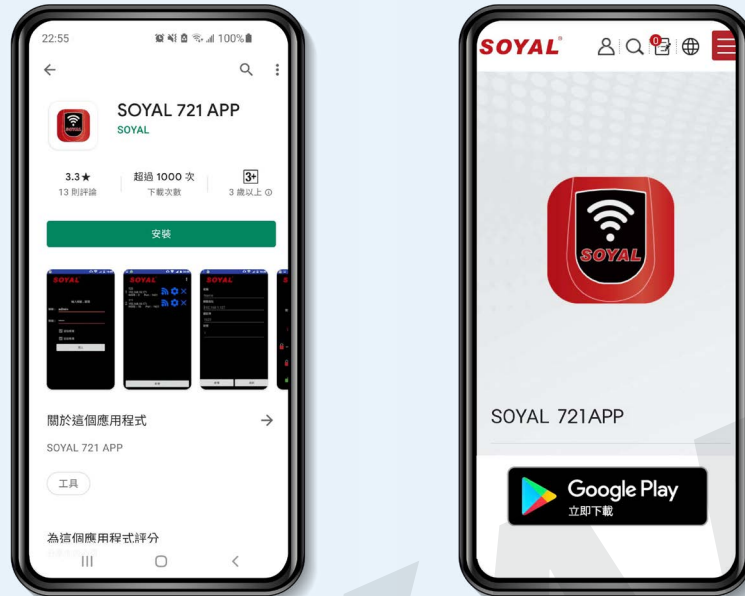 22:55
100%
SOYAL 721 APP
SOYAL
3.3★
超過 1000 次
3+
13 則評論
下載次數
3 歲以上
安裝
SOYAL
SOYAL
SOYAL
關於這個應用程式
SOYAL 721 APP
工具
為這個應用程式評分
SOYAL
0
SOYAL
SOYAL 721APP
Google Play
立即下載